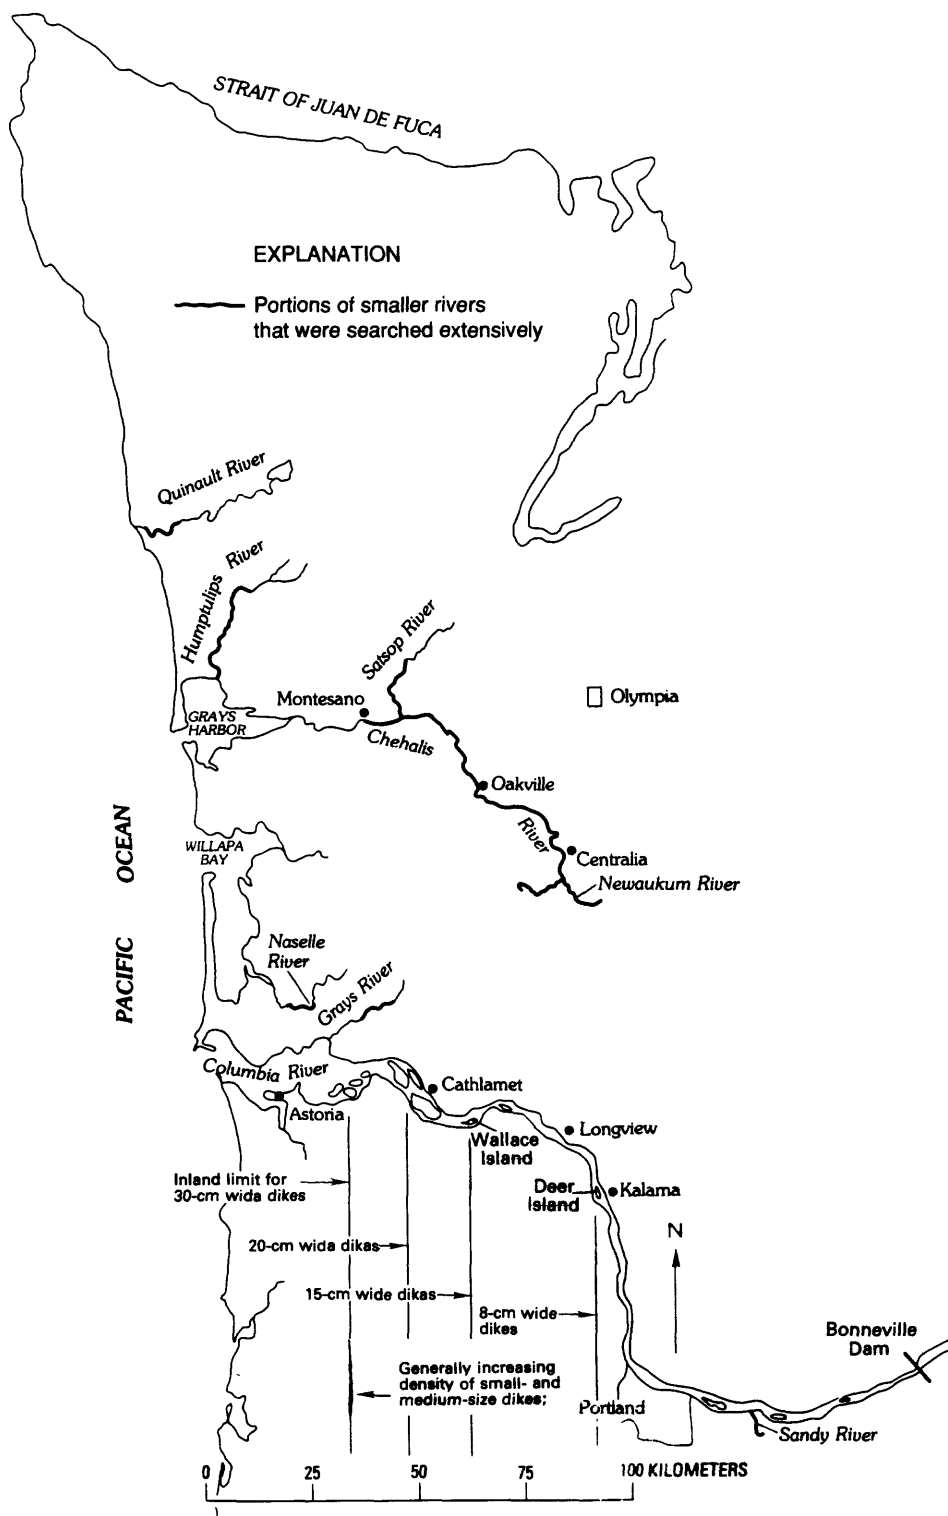 STRAIT OF JUAN DE FUCA
EXPLANATION
Portions of smaller rivers
that were searched extensively
Quinault River
Humptulips River
Satsop River
Montesano
Olympia
GRAYS
HARBOR
Chehalis
Oakville
River
PACIFIC OCEAN
WILLAPA
BAY
Centralia
Newaukum River
Naselle
River
Grays River
Columbia River
Cathlamet
Astoria
Wallace
Island
Longview
Inland limit for
30-cm wida dikes
Deer
Island
Kalama
N
20-cm wida dikas
15-cm wide dikas
8-cm wide
dikes
Bonneville
Dam
Generally increasing
density of small- and
medium-size dikes;
Portland
Sandy River
0 25 50 75 100 KILOMETERS